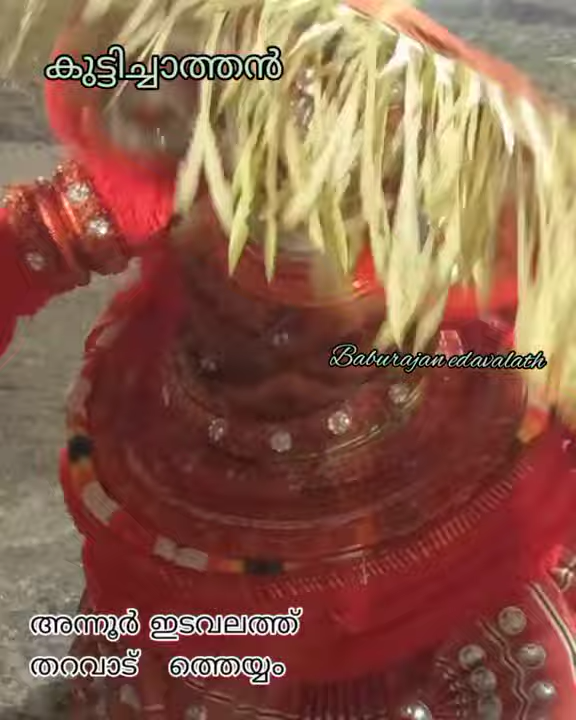 കുട്ടിച്ചാത്തൻ
Baburajan edavalath
അന്നൂർ ഇടവലത്ത്
തറവാട് ത്തെയ്യം